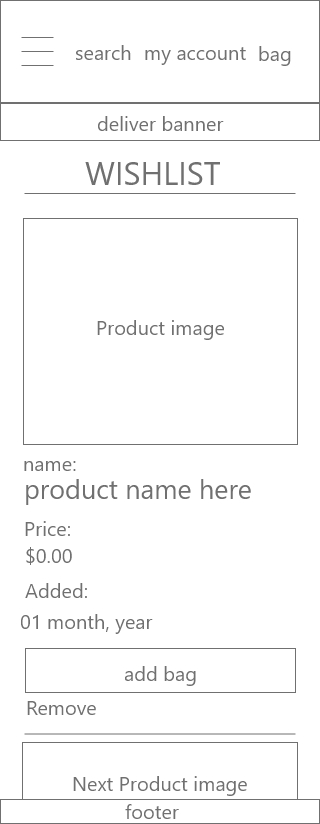 search my account bag
deliver banner
WISHLIST
Product image
name:
product name here
Price:
$0.00
Added:
01 month, year
add bag
Remove
Next Product image
footer